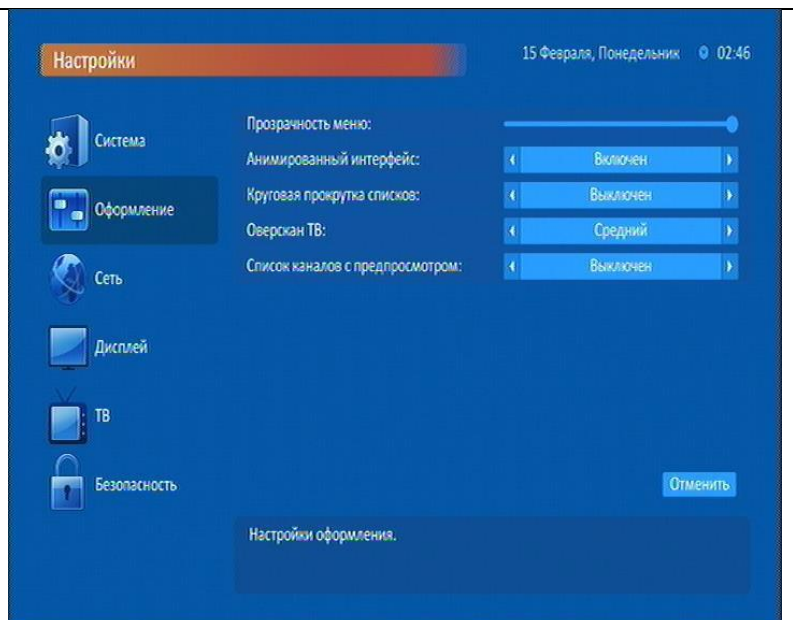 Настройки
15 Февраля, Понедельник 02:46
Система
Оформление
Сеть
Дисплей
ТВ
Безопасность
Прозрачность меню:
Анимированный интерфейс: Включен
Круговая прокрутка списков: Выключен
Оверскан ТВ: Средний
Список каналов с предпросмотром: Выключен
Отменить
Настройки оформления.